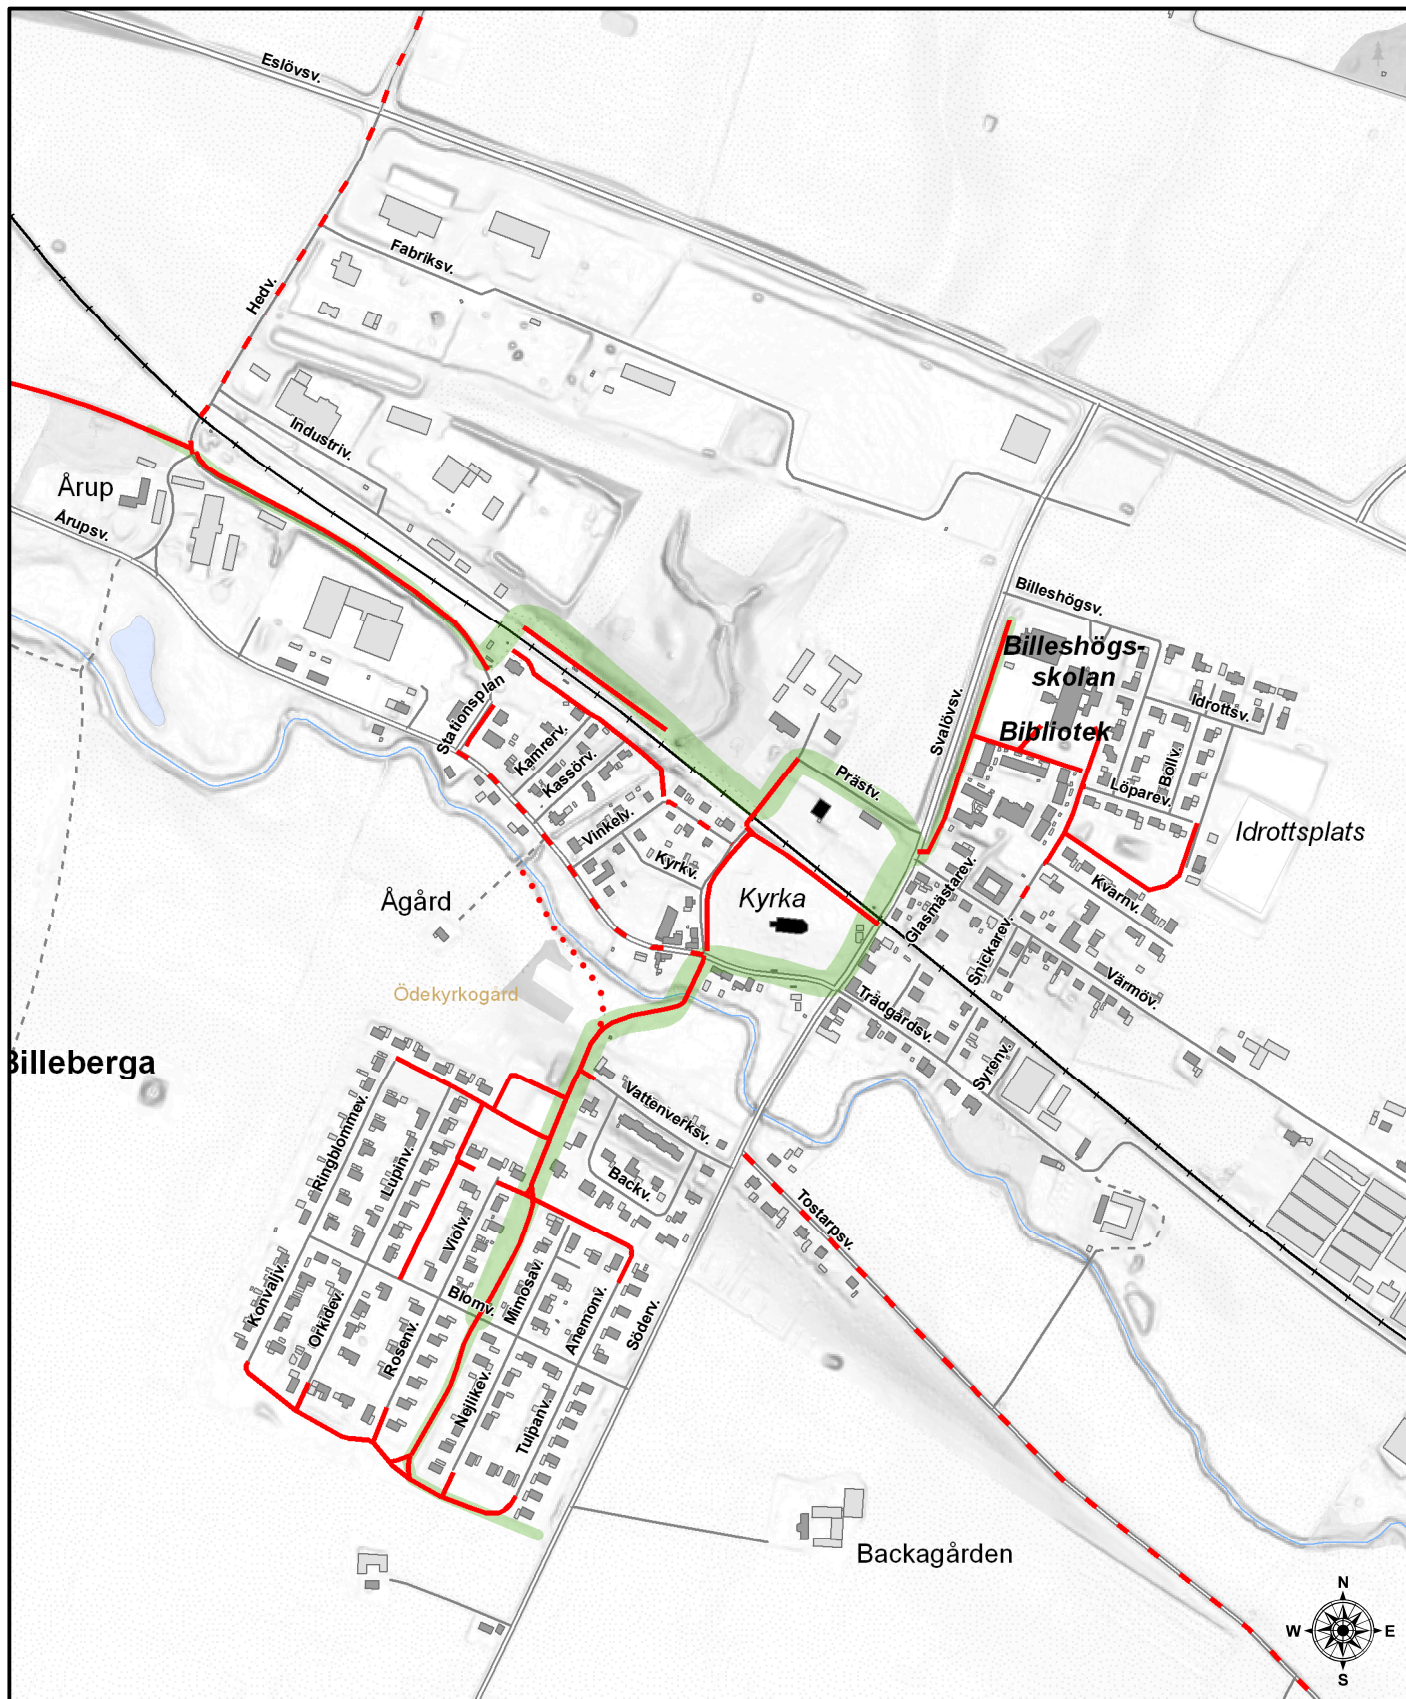 Eslövsv.
Fabriksv.
Hedv.
Industriv.
Årup
Årupsv.
Billeshögsv.
Billeshögs-
skolan
Idrottsv.
Stationsplan
Svalövsv.
Bibliotek
Kamrerv.
Kassörv.
Bollv.
Prästv.
Löparev.
Vinkelv.
Idrottsplats
Kyrkv.
Kvarnv.
Ågård
Kyrka
Glasmästarev.
Snickarev.
Värmöv.
Ödekyrkogård
Trädgårdsv.
Billeberga
Syrenv.
Vattenverksv.
Ringblommev.
Lupinv.
Backv.
Violv.
Tostarpsv.
Konvaljv.
Orkidev.
Blomv.
Mimosav.
Anemonv.
Söderv.
Rosenv.
Nejlikev.
Tulpanv.
Backagården
N
W
E
S